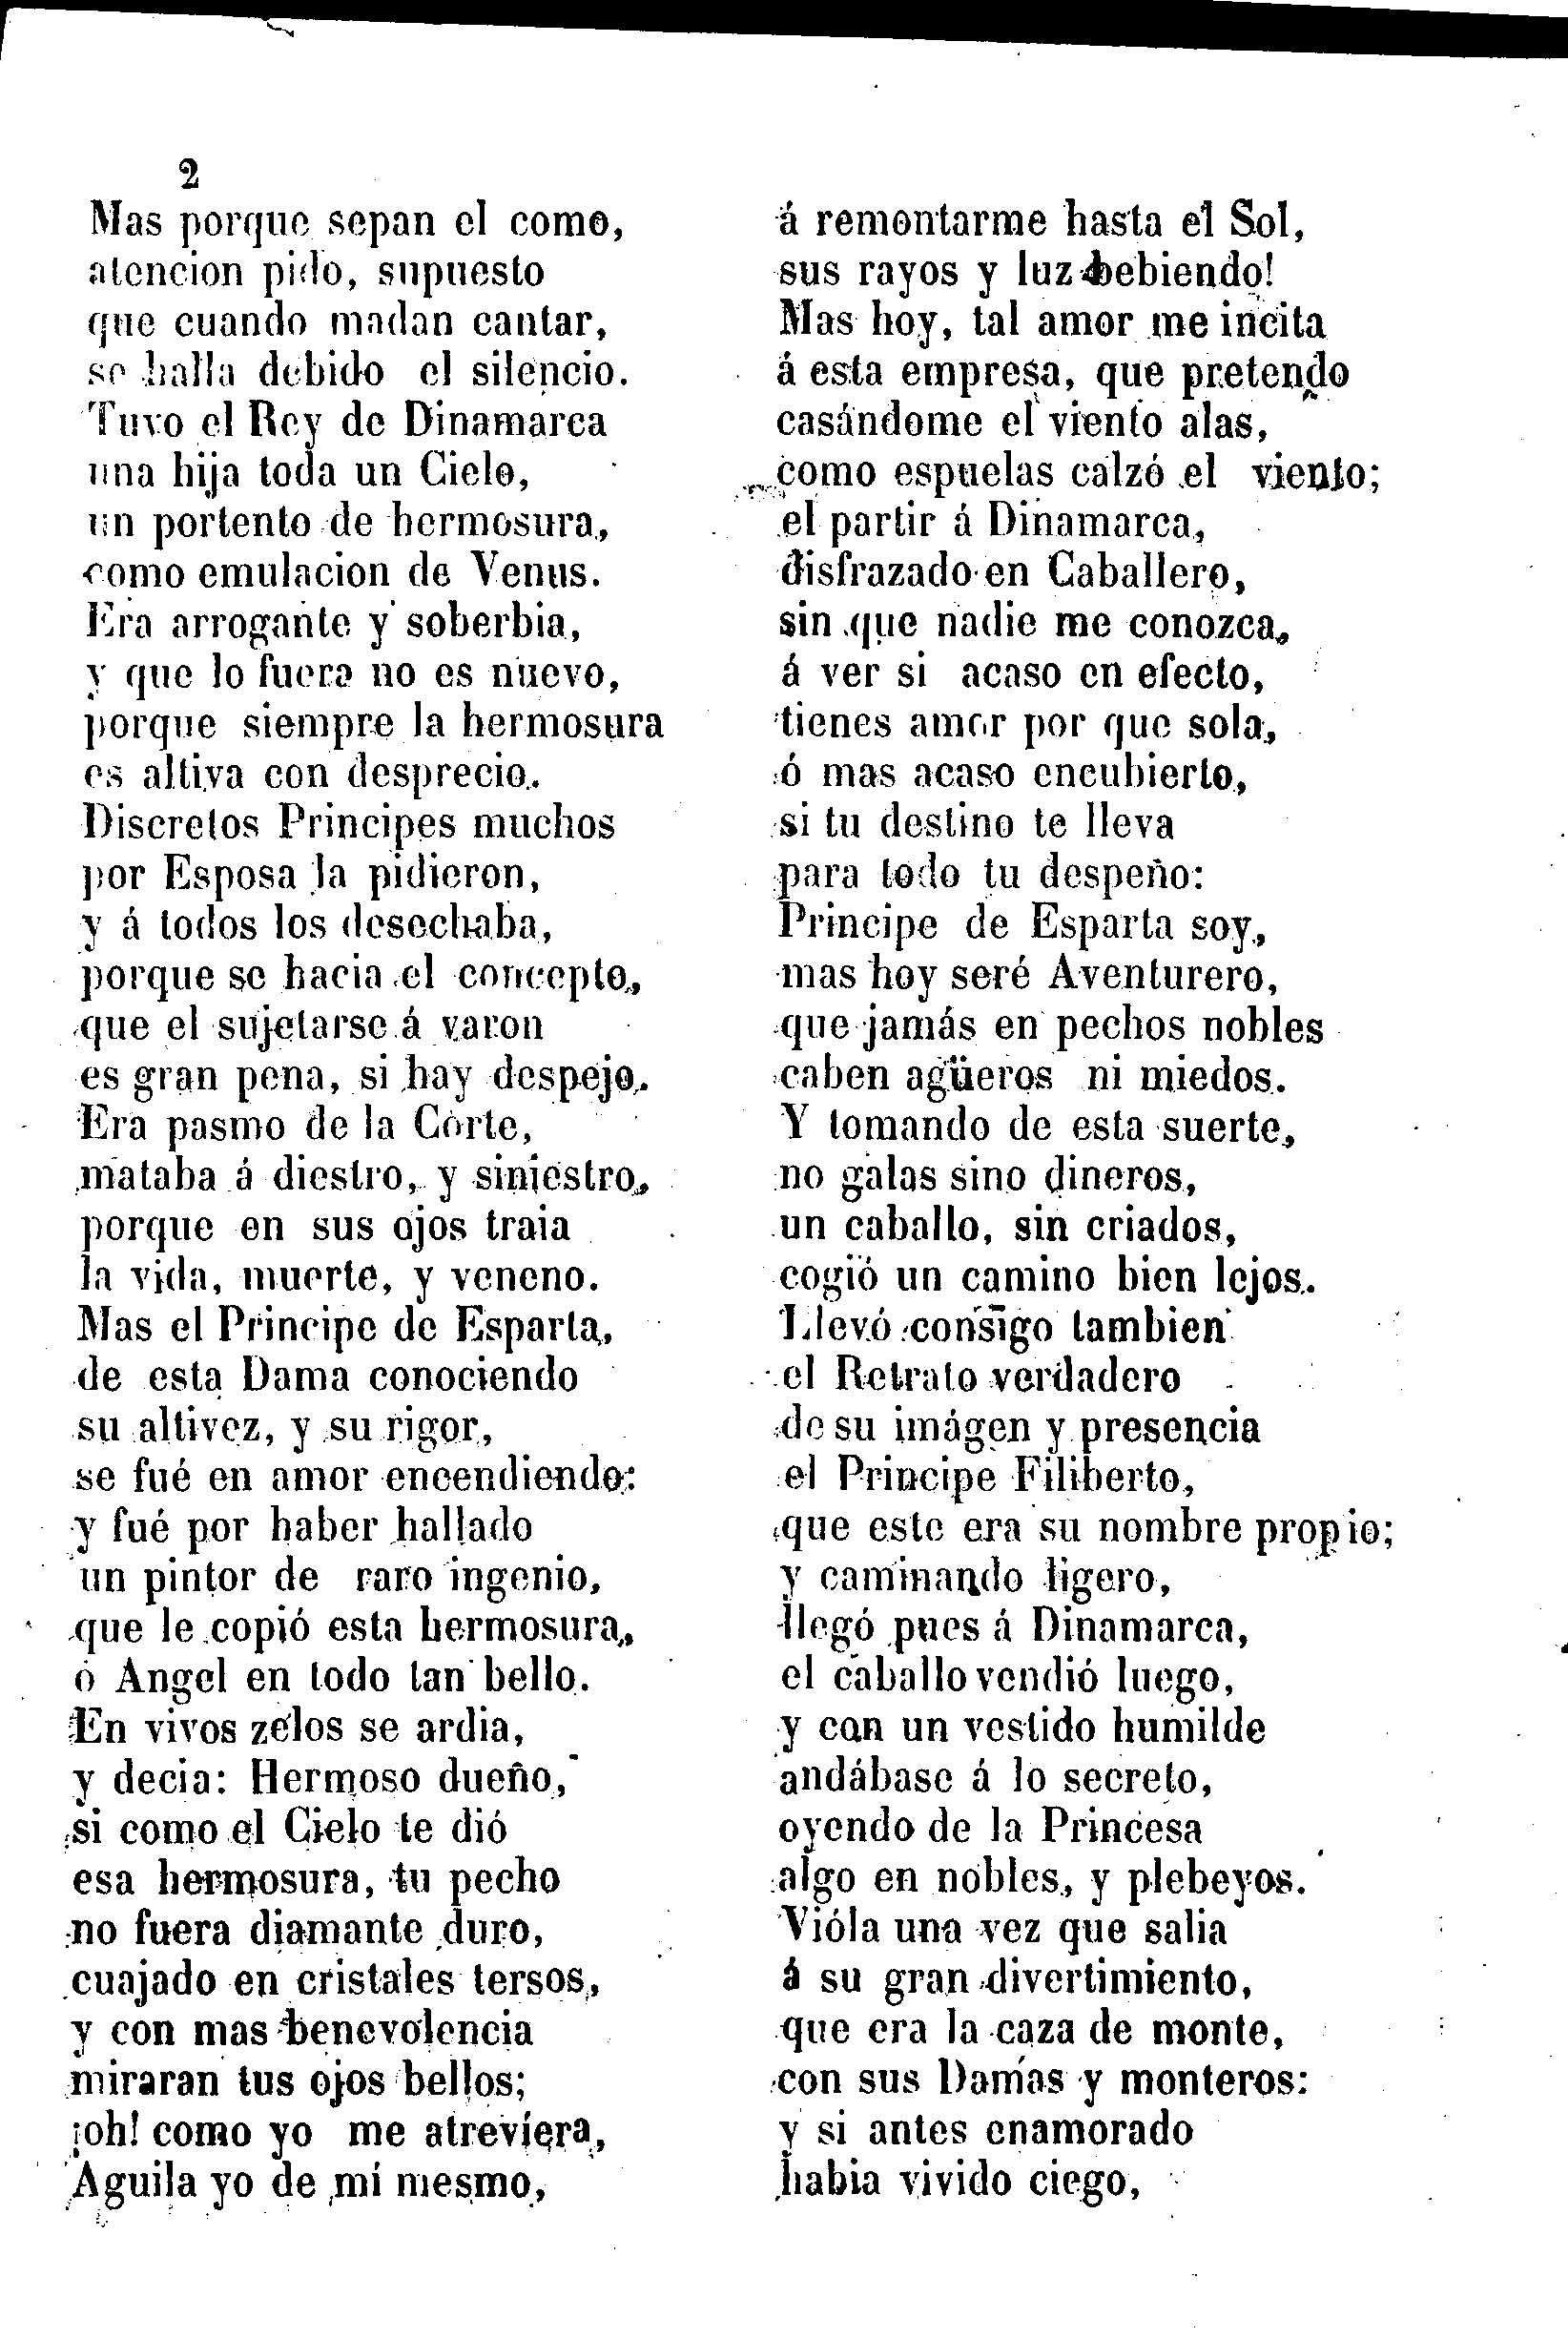 2
Mas porque sepan el como,
atencion pido, supuesto
que cuando madan cantar,
se halla debido el silencio.
Tuvo el Rey de Dinamarca
una hija toda un Cielo,
un portento de hermosura,
como emulacion de Venus.
Era arrogante y soberbia,
y que lo fuera no es nuevo,
porque siempre la hermosura
es altiva con desprecio.
Discretos Principes muchos
por Esposa la pidieron,
y á todos los desechaba,
porque se hacia el concepto,
que el sujetarse á varon
es gran pena, si hay despejo.
Era pasmo de la Corte,
mataba á diestro, y siniestro,
porque en sus ojos traia
la vida, muerte, y veneno.
Mas el Principe de Esparta,
de esta Dama conociendo
su altivez, y su rigor,
se fué en amor encendiendo:
y fué por haber hallado
un pintor de raro ingenio,
que le copió esta hermosura,
ó Angel en todo tan bello.
En vivos zelos se ardia,
y decia: Hermoso dueño,
si como el Cielo te dió
esa hermosura, tu pecho
no fuera diamante duro,
cuajado en cristales tersos,
y con mas benevolencia
miraran tus ojos bellos;
¡oh! como yo me atreviera,
Aguila yo de mí mesmo,
á remontarme hasta el Sol,
sus rayos y luz bebiendo!
Mas hoy, tal amor me incita
á esta empresa, que pretendo
casándome el viento alas,
como espuelas calzó el viento;
el partir á Dinamarca,
disfrazado en Caballero,
sin que nadie me conozca,
á ver si acaso en efecto,
tienes amor por que sola,
ó mas acaso encubierto,
si tu destino te lleva
para todo tu despeño:
Principe de Esparta soy,
mas hoy seré Aventurero,
que jamás en pechos nobles
caben agüeros ni miedos.
Y tomando de esta suerte,
no galas sino dineros,
un caballo, sin criados,
cogió un camino bien lejos.
Llevó consigo tambien
el Retrato verdadero
de su imágen y presencia
el Principe Filiberto,
que este era su nombre propio;
y caminando ligero,
llegó pues á Dinamarca,
el caballo vendió luego,
y con un vestido humilde
andábase á lo secreto,
oyendo de la Princesa
algo en nobles, y plebeyos.
Vióla una vez que salia
á su gran divertimiento,
que era la caza de monte,
con sus Damas y monteros:
y si antes enamorado
habia vivido ciego,